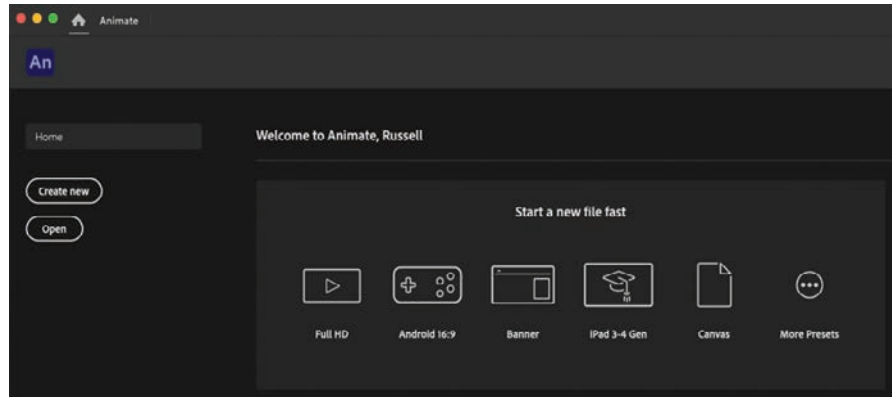 Animate
An
Home
Welcome to Animate, Russell
Create new
Open
Start a new file fast
Full HD
Android 16:9
Banner
iPad 3-4 Gen
Canvas
More Presets